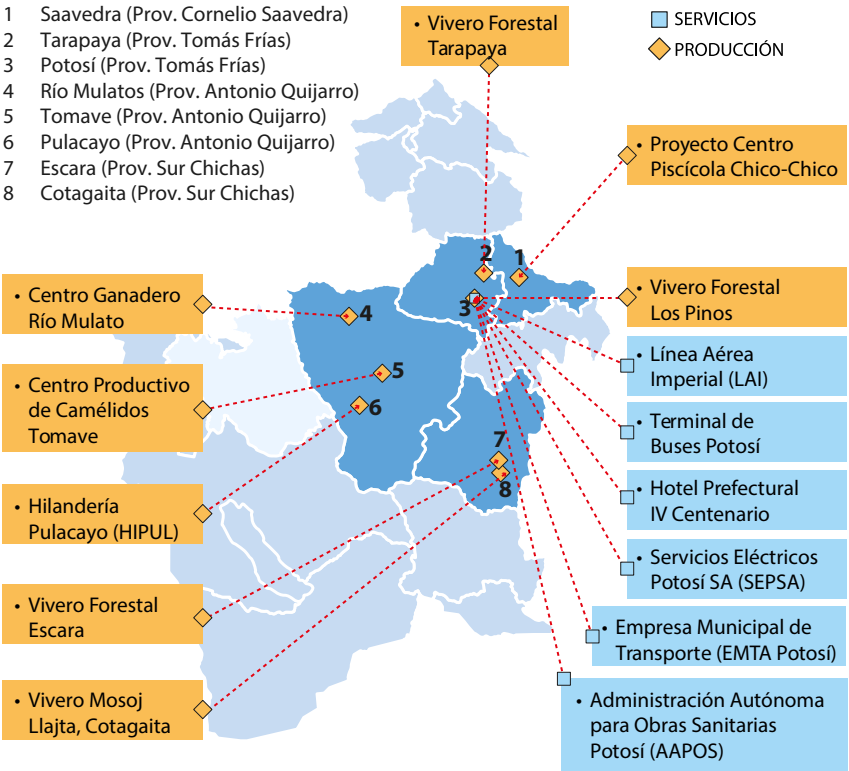 1 Saavedra (Prov. Cornelio Saavedra)
2 Tarapaya (Prov. Tomás Frías)
3 Potosí (Prov. Tomás Frías)
4 Río Mulatos (Prov. Antonio Quijarro)
5 Tomave (Prov. Antonio Quijarro)
6 Pulacayo (Prov. Antonio Quijarro)
7 Escara (Prov. Sur Chichas)
8 Cotagaita (Prov. Sur Chichas)
• Vivero Forestal
Tarapaya
SERVICIOS
PRODUCCIÓN
• Proyecto Centro
Piscícola Chico-Chico
2
1
3
4
5
6
7
8
• Centro Ganadero
Río Mulato
• Centro Productivo
de Camélidos
Tomave
• Hilandería
Pulacayo (HIPUL)
• Vivero Forestal
Escara
• Vivero Mosoj
Llajta, Cotagaita
• Vivero Forestal
Los Pinos
• Línea Aérea
Imperial (LAI)
• Terminal de
Buses Potosí
• Hotel Prefectural
IV Centenario
• Servicios Eléctricos
Potosí SA (SEPSA)
• Empresa Municipal de
Transporte (EMTA Potosí)
• Administración Autónoma
para Obras Sanitarias
Potosí (AAPOS)